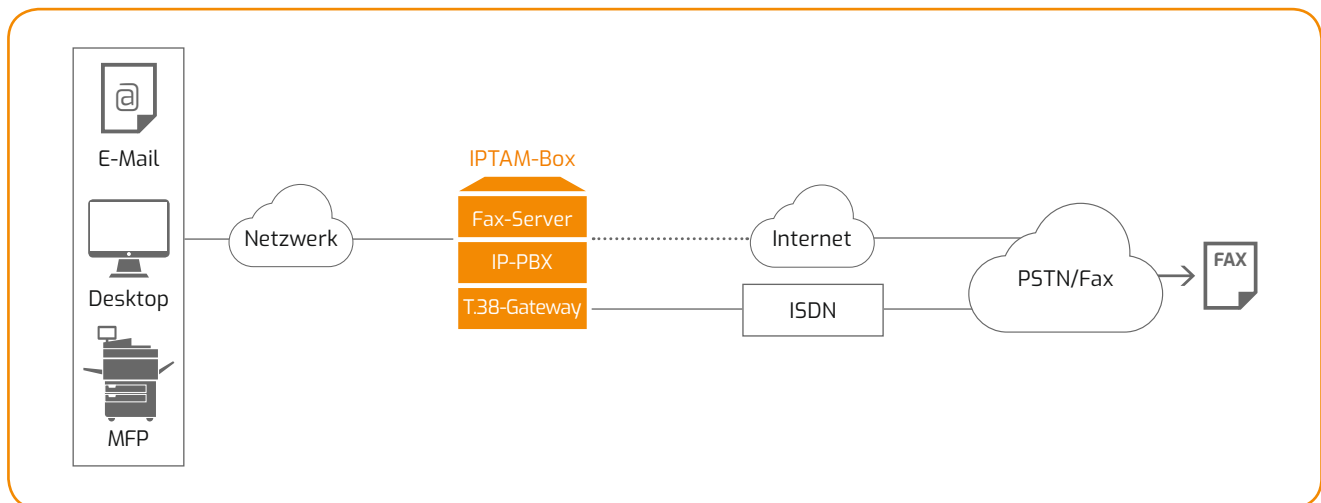 @
E-Mail
Desktop
MFP
Netzwerk
IPTAM-Box
Fax-Server
IP-PBX
T.38-Gateway
Internet
ISDN
PSTN/Fax
FAX